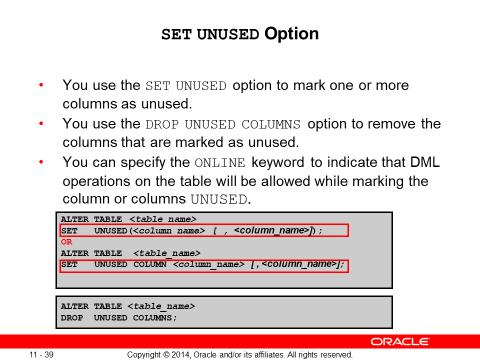 SET UNUSED Option
• You use the SET UNUSED option to mark one or more
columns as unused.
• You use the DROP UNUSED COLUMNS option to remove the
columns that are marked as unused.
• You can specify the ONLINE keyword to indicate that DML
operations on the table will be allowed while marking the
column or columns UNUSED.
ALTER TABLE <table_name>
SET UNUSED(<column_name> [ , <column_name>]);
OR
ALTER TABLE <table_name>
SET UNUSED COLUMN <column_name> [,<column_name>];
ALTER TABLE <table_name>
DROP UNUSED COLUMNS;
ORACLE
11 - 39 Copyright © 2014, Oracle and/or its affiliates. All rights reserved.